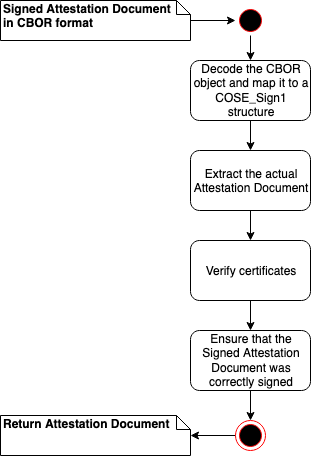 Signed Attestation Document
in CBOR format
Decode the CBOR
object and map it to a
COSE_Sign1
structure
Extract the actual
Attestation Document
Verify certificates
Ensure that the
Signed Attestation
Document was
correctly signed
Return Attestation Document